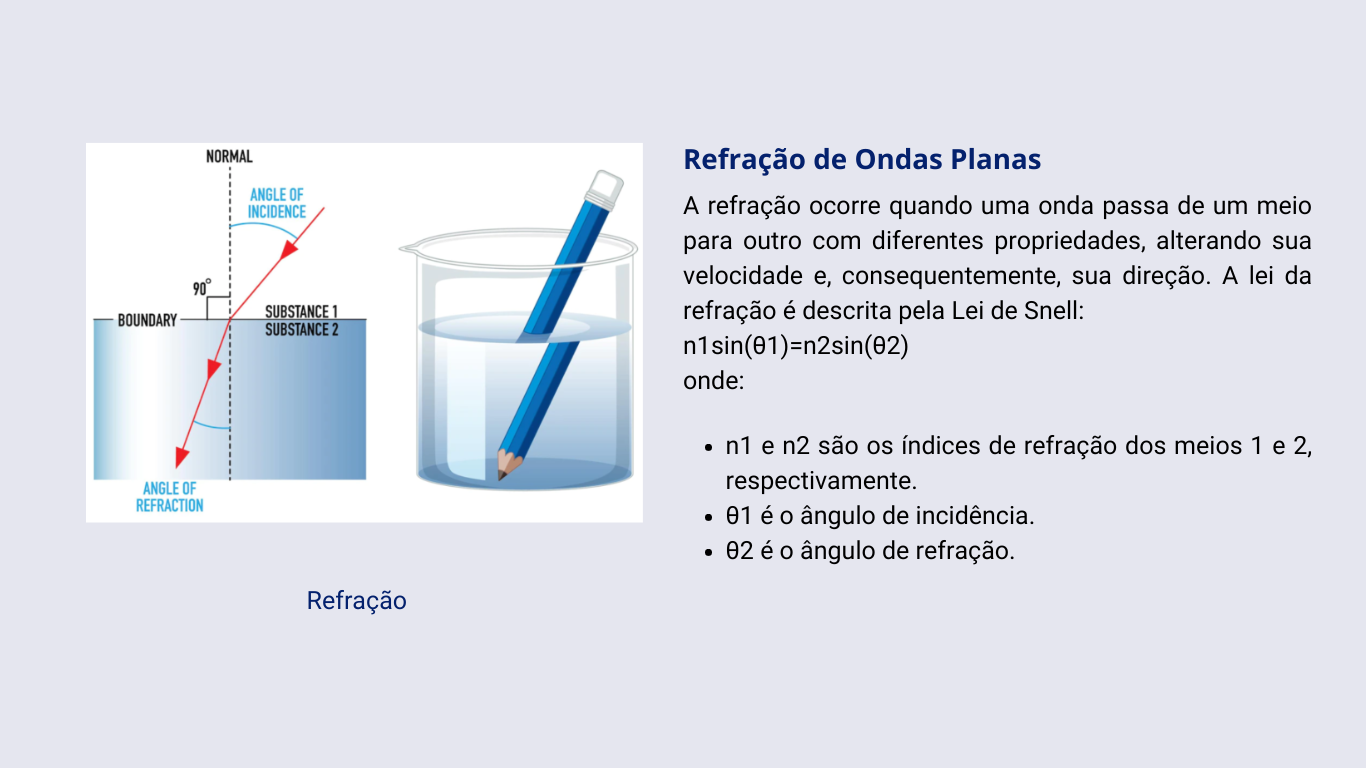 NORMAL
ANGLE OF
INCIDENCE
90°
BOUNDARY
SUBSTANCE 1
SUBSTANCE 2
ANGLE OF
REFRACTION
Refração
Refração de Ondas Planas
A refração ocorre quando uma onda passa de um meio
para outro com diferentes propriedades, alterando sua
velocidade e, consequentemente, sua direção. A lei da
refração é descrita pela Lei de Snell:
n1sin(θ1)=n2sin(θ2)
onde:
• n1 e n2 são os índices de refração dos meios 1 e 2,
respectivamente.
• θ1 é o ângulo de incidência.
• θ2 é o ângulo de refração.